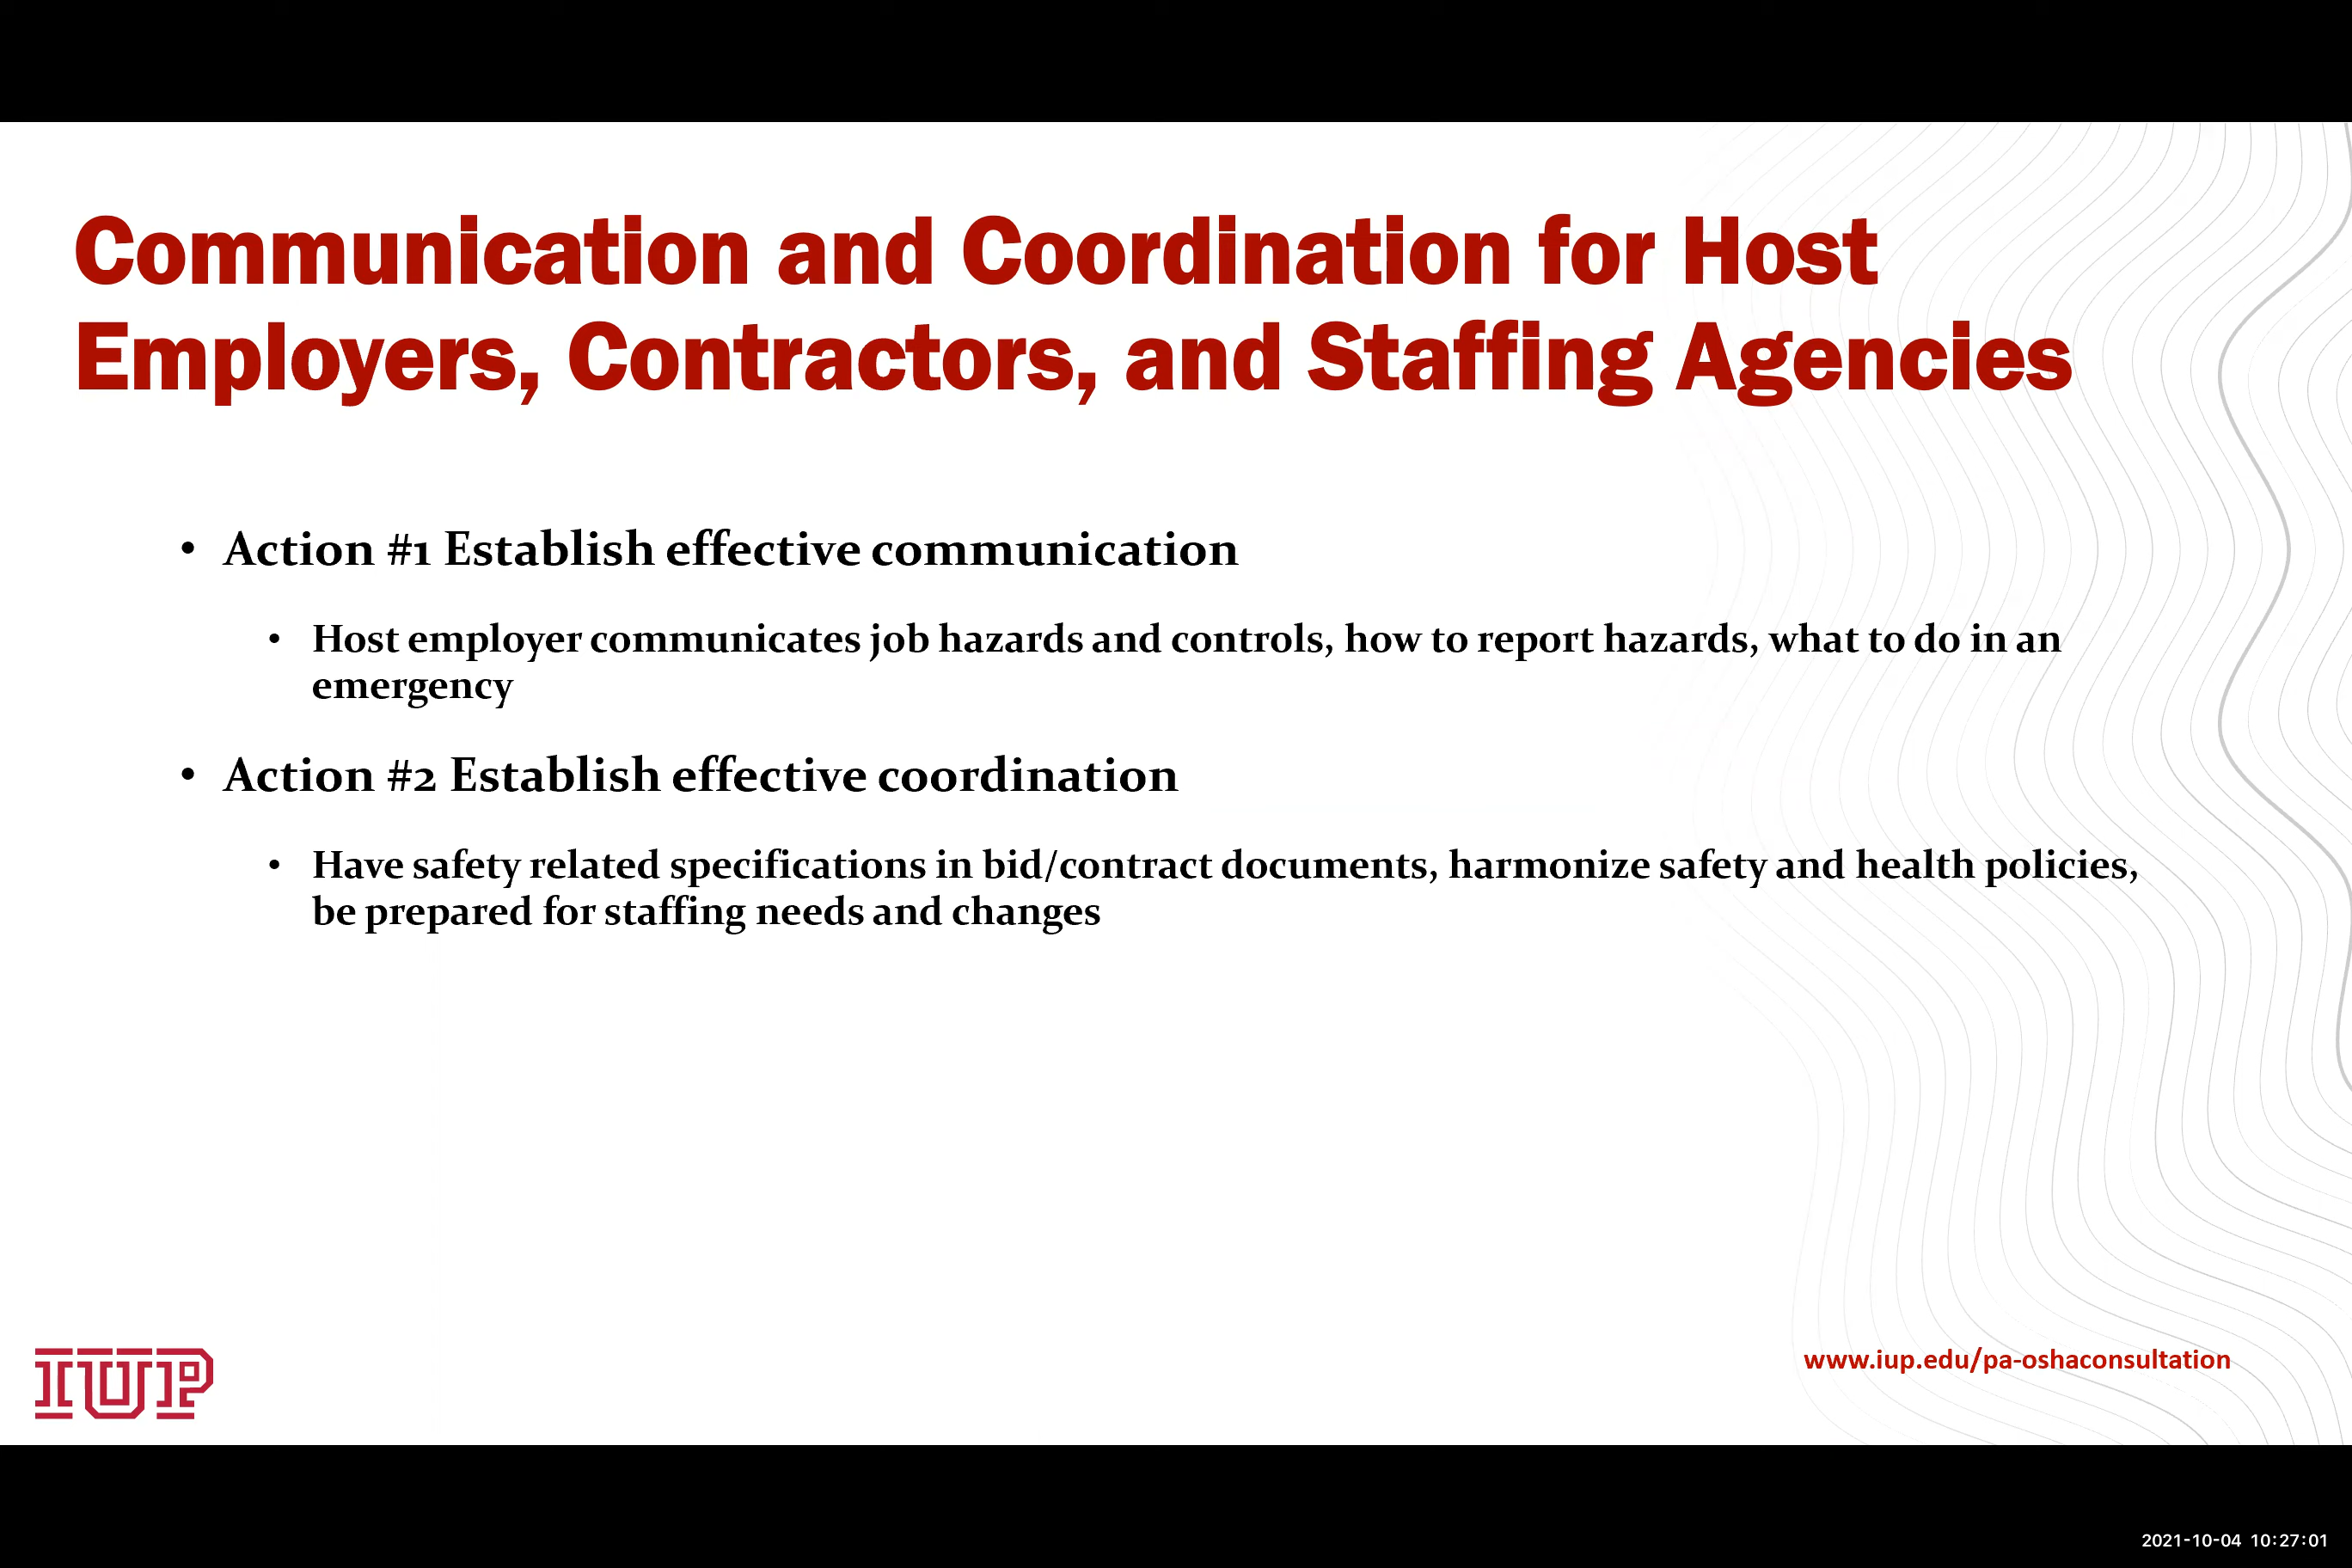 Communication and Coordination for Host
Employers, Contractors, and Staffing Agencies
• Action #1 Establish effective communication
• Host employer communicates job hazards and controls, how to report hazards, what to do in an
emergency
• Action #2 Establish effective coordination
• Have safety related specifications in bid/contract documents, harmonize safety and health policies,
be prepared for staffing needs and changes
IUP
www.iup.edu/pa-oshaconsultation
2021-10-04 10:27:01